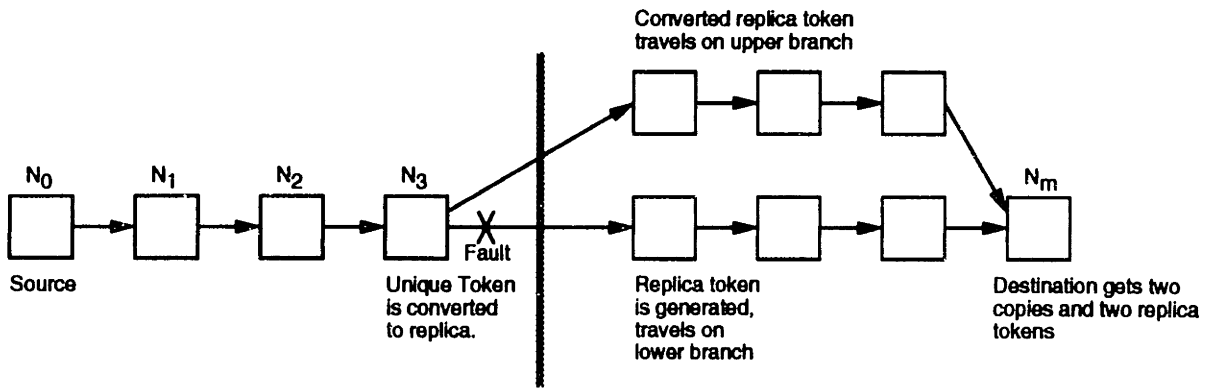 Converted replica token
travels on upper branch
N0
N1
N2
N3
Nm
Fault
Source
Unique Token
is converted
to replica.
Replica token
is generated,
travels on
lower branch
Destination gets two
copies and two replica
tokens